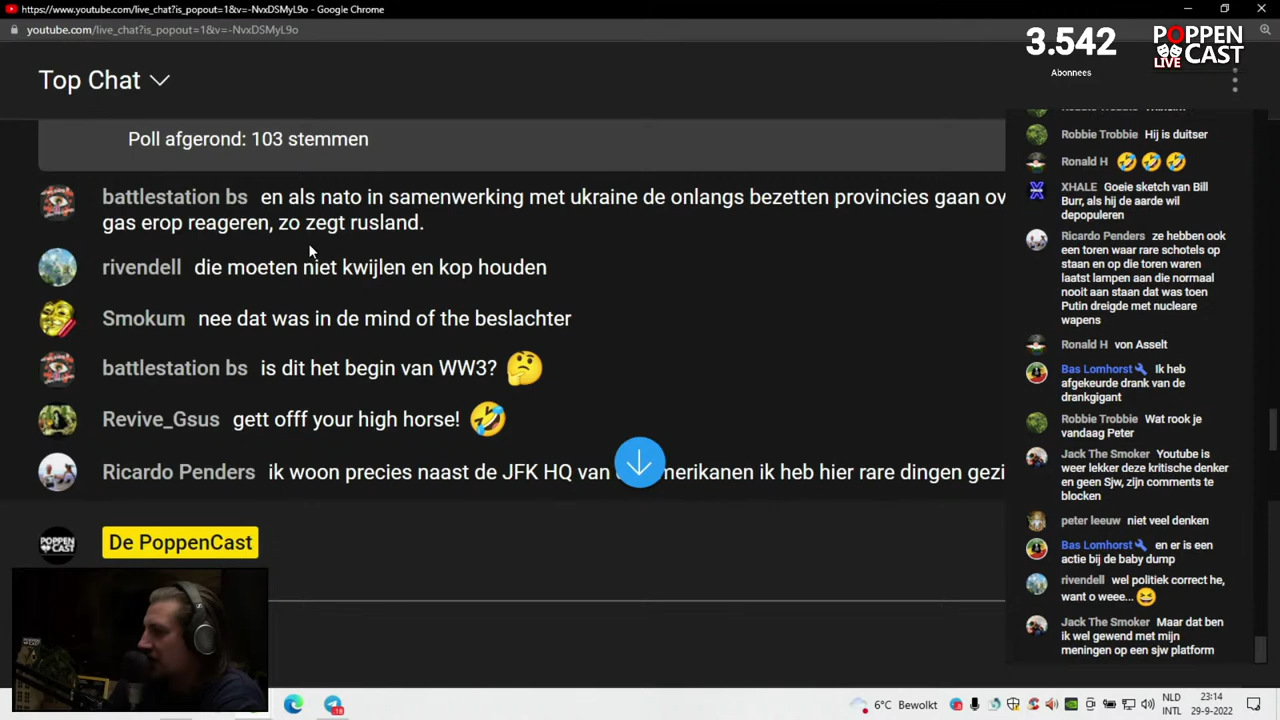 https://www.youtube.com/live_chat?is_popout=1&v=-NvxDSMyL9o - Google Chrome
youtube.com/live_chat?is_popout=1&v=-NvxDSMyL9o
3.542
Abonnees
POPPEN
CAST
LIVE
Top Chat
Poll afgerond: 103 stemmen
battlestation bs en als nato in samenwerking met ukraine de onlangs bezetten provincies gaan ov
gas erop reageren, zo zegt rusland.
rivendell die moeten niet kwijlen en kop houden
Smokum nee dat was in de mind of the beslachter
battlestation bs is dit het begin van WW3? 🤔
Revive_Gsus gett offf your high horse! 🤣
Ricardo Penders ik woon precies naast de JFK HQ van merikanen ik heb hier rare dingen gezi
POPPEN
CAST
De PoppenCast
Robbie Trobbie Hij is duitser
Ronald H 🤣🤣🤣
XHALE Goeie sketch van Bill
Burr, als hij de aarde wil
depopuleren
Ricardo Penders ze hebben ook
een toren waar rare schotels op
staan en op die toren waren
laatst lampen aan die normaal
nooit aan staan dat was toen
Putin dreigde met nucleare
wapens
Ronald H von Asselt
Bas Lomhorst Ik heb
afgekeurde drank van de
drankgigant
Robbie Trobbie Wat rook je
vandaag Peter
Jack The Smoker Youtube is
weer lekker deze kritische denker
en geen Sjw, zijn comments te
blocken
peter leeuw niet veel denken
Bas Lomhorst en er is een
actie bij de baby dump
rivendell wel politiek correct he,
want o weee... 😆
Jack The Smoker Maar dat ben
ik wel gewend met mijn
meningen op een sjw platform
6°C Bewolkt
NLD
INTL
23:14
29-9-2022